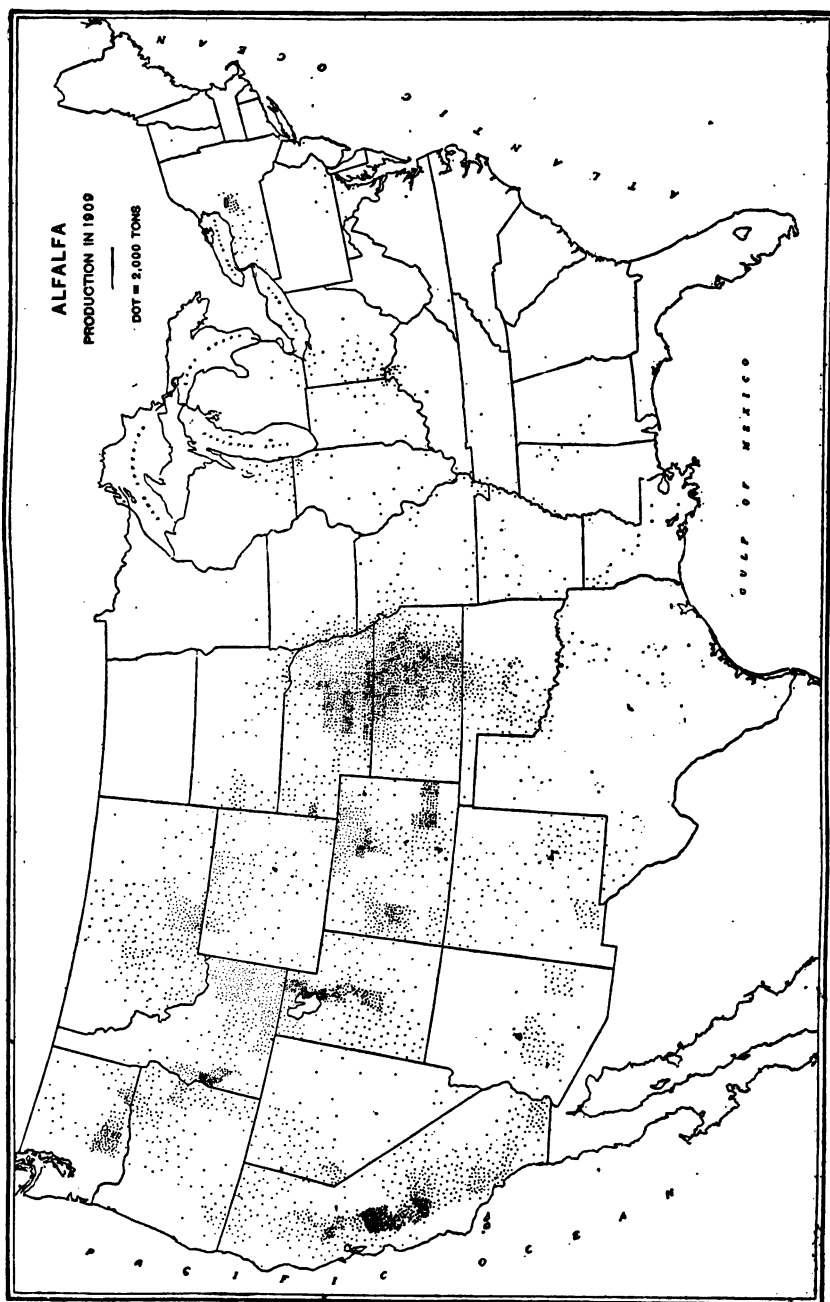 ALFALFA
PRODUCTION IN 1909
DOT = 2,000 TONS
ATLANTIC OCEAN
GULF OF MEXICO
PACIFIC OCEAN